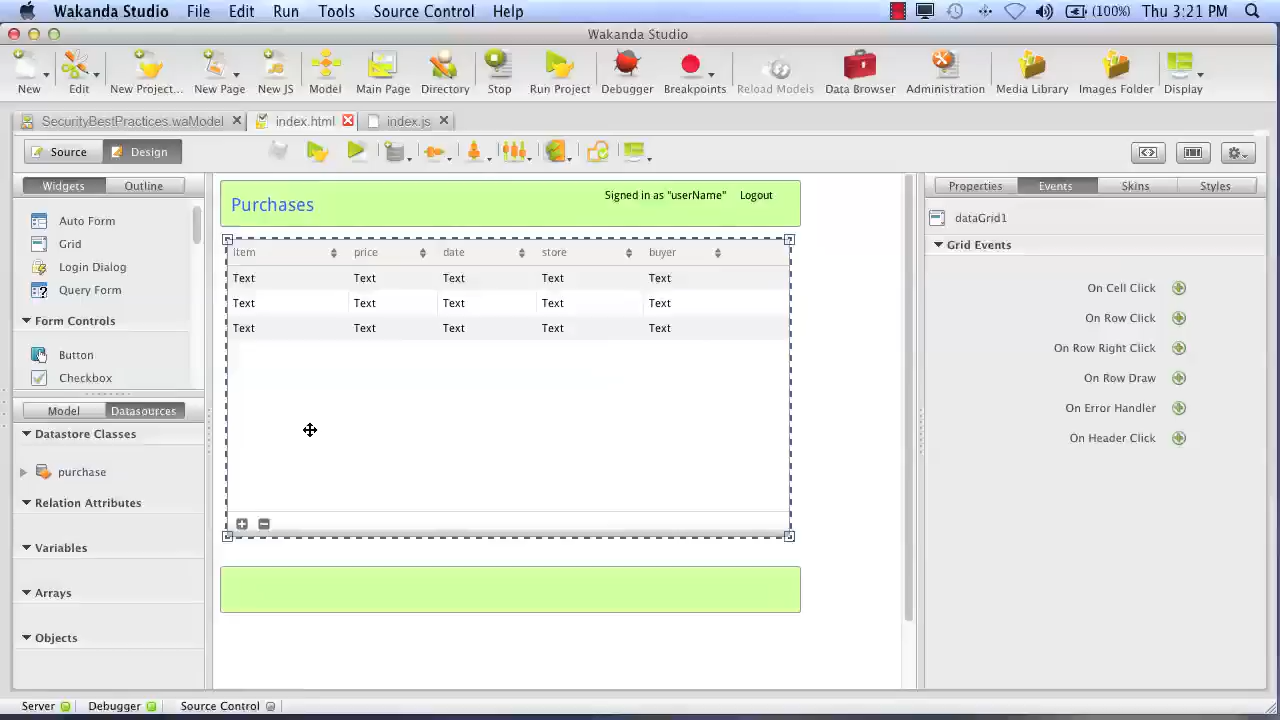 Wakanda Studio File Edit Run Tools Source Control Help (100%) Thu 3:21 PM
Wakanda Studio
New Edit New Project... New Page New JS Model Main Page Directory Stop Run Project Debugger Breakpoints Reload Models Data Browser Administration Media Library Images Folder Display
SecurityBestPractices.waModel index.html index.js
Source Design
Widgets Outline
Auto Form
Grid
Login Dialog
Query Form
Form Controls
Button
Checkbox
Model Datasources
Datastore Classes
purchase
Relation Attributes
Variables
Arrays
Objects
Purchases
Signed in as "userName" Logout
item price date store buyer
Text Text Text Text Text
Text Text Text Text Text
Text Text Text Text Text
Properties Events Skins Styles
dataGrid1
Grid Events
On Cell Click
On Row Click
On Row Right Click
On Row Draw
On Error Handler
On Header Click
Server Debugger Source Control